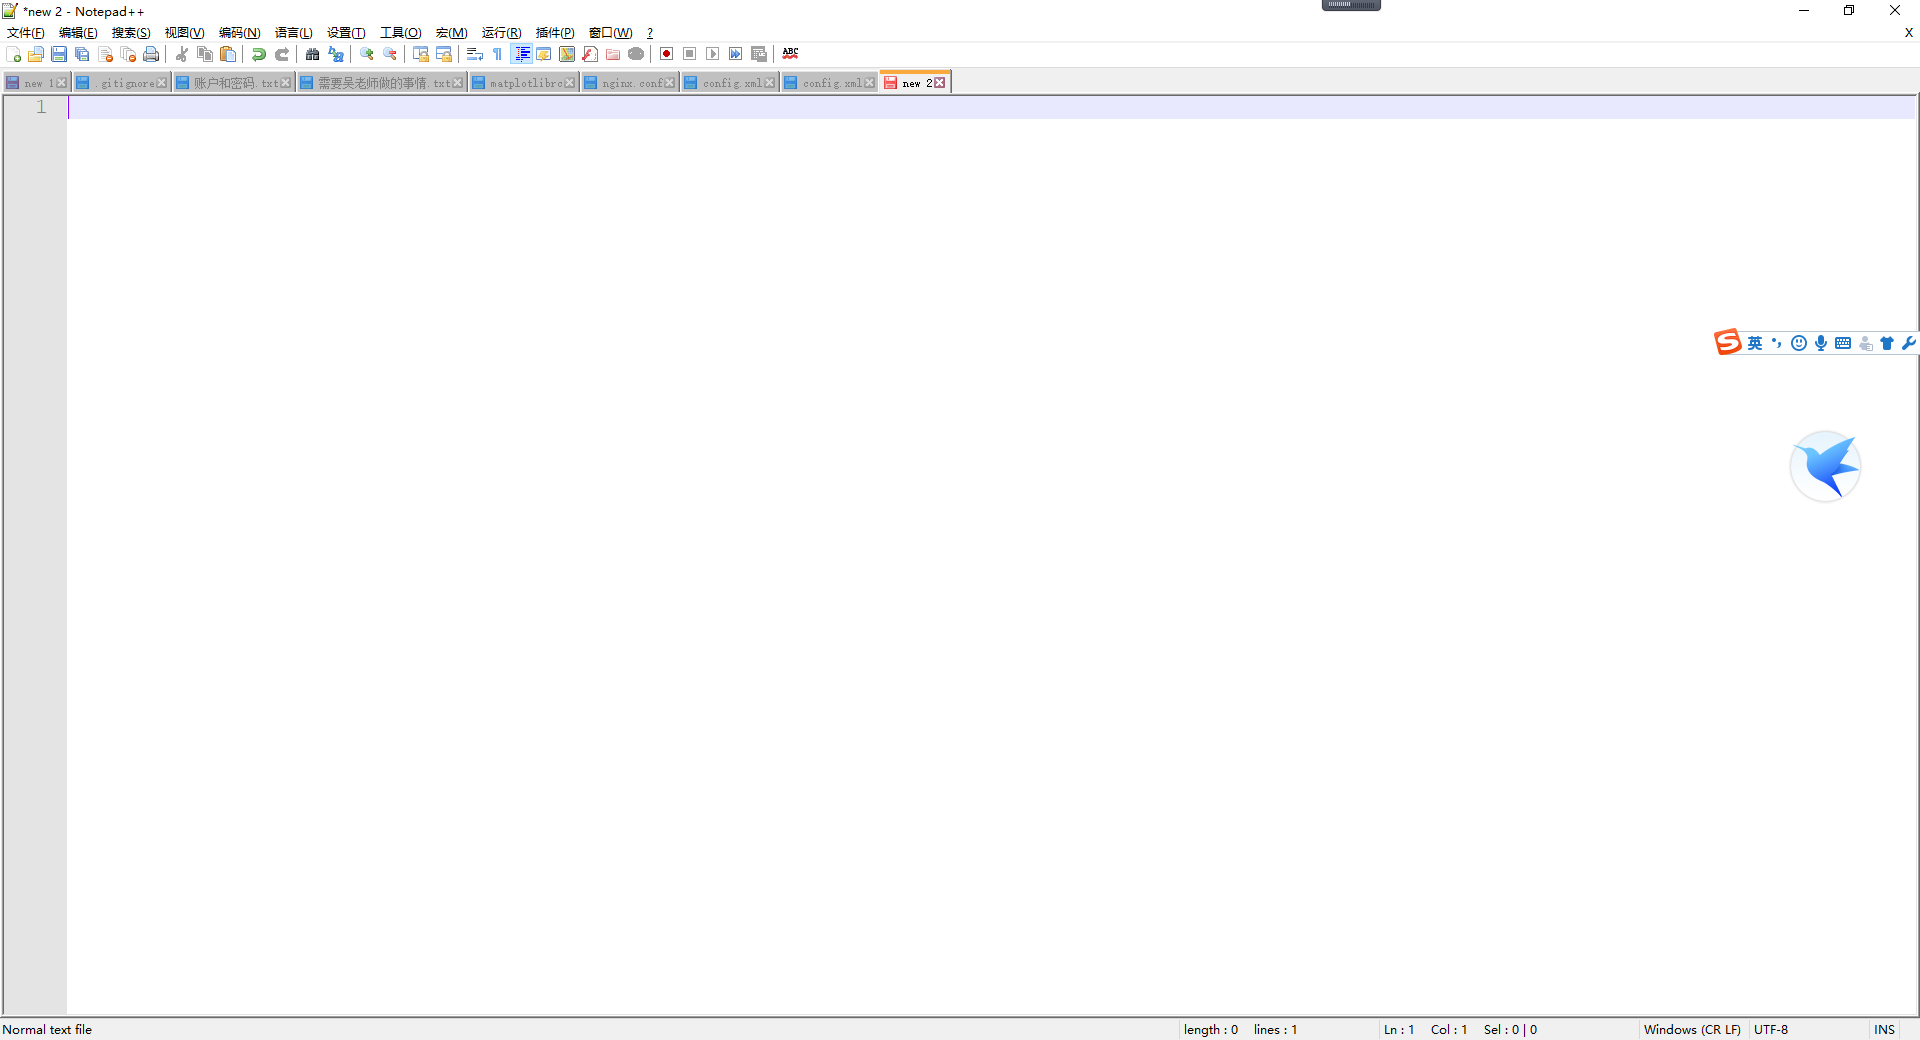 *new 2 - Notepad++
文件(F) 编辑(E) 搜索(S) 视图(V) 编码(N) 语言(L) 设置(T) 工具(O) 宏(M) 运行(R) 插件(P) 窗口(W) ? X
ABC
new 1 .gitignore 账户和密码.txt 需要吴老师做的事情.txt matplotlibrc nginx.conf config.xml config.xml new 2
1
S 英
Normal text file length : 0 lines : 1 Ln : 1 Col : 1 Sel : 0 | 0 Windows (CR LF) UTF-8 INS